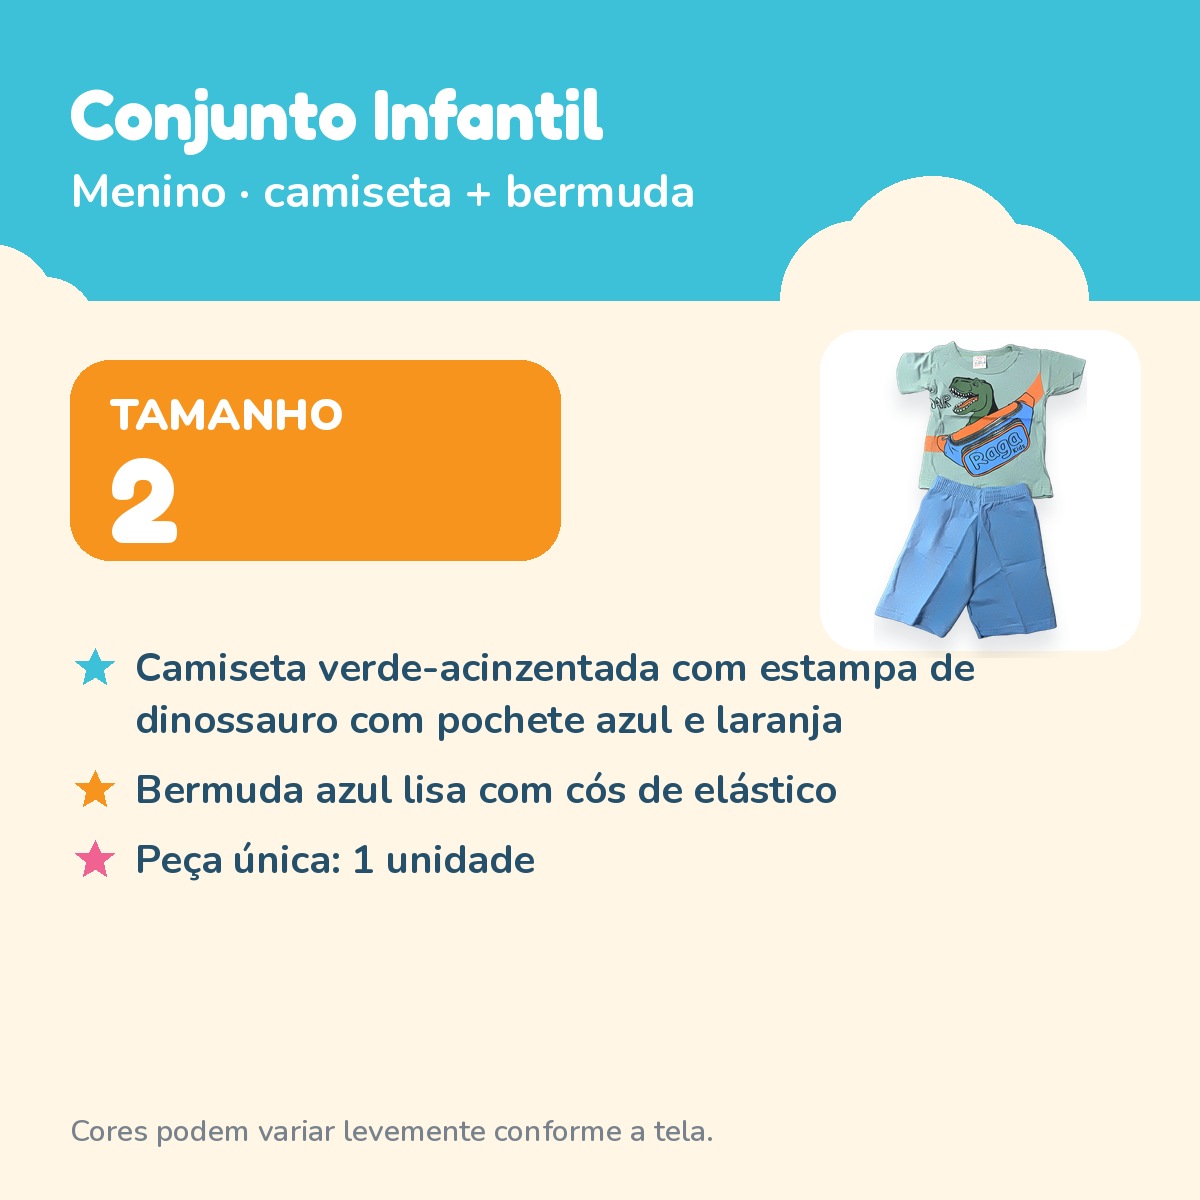 Conjunto Infantil
Menino · camiseta + bermuda
TAMANHO
2
Raga
Kids
Camiseta verde-acinzentada com estampa de
dinossauro com pochete azul e laranja
Bermuda azul lisa com cós de elástico
Peça única: 1 unidade
Cores podem variar levemente conforme a tela.